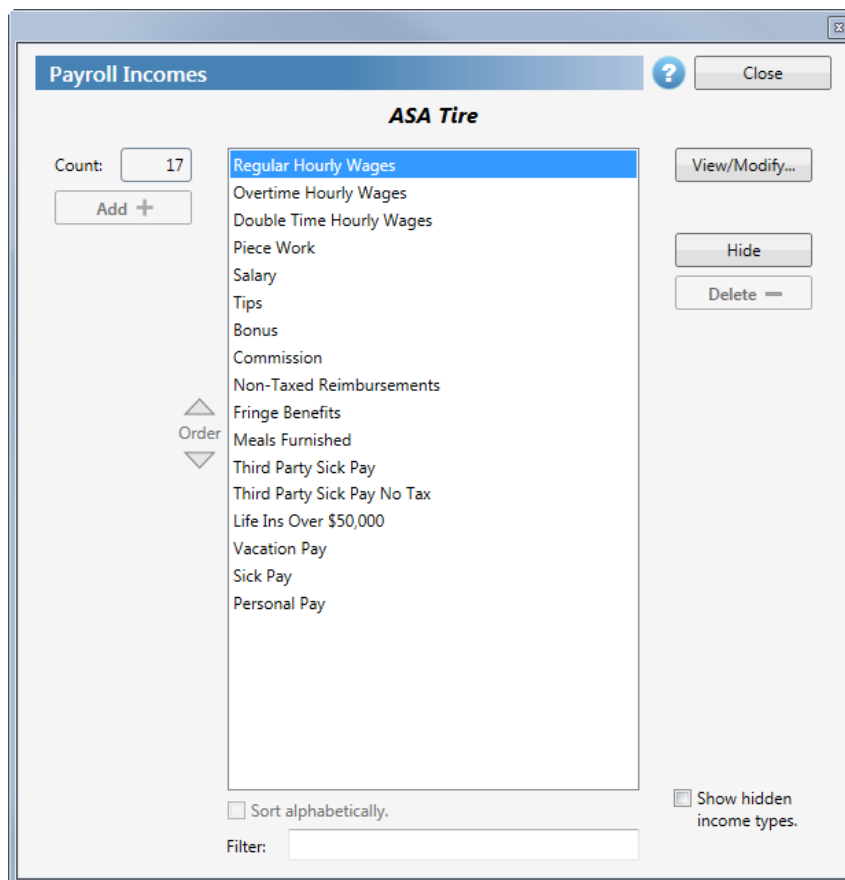 Payroll Incomes
?
Close
ASA Tire
Count: 17
Add +
Regular Hourly Wages
Overtime Hourly Wages
Double Time Hourly Wages
Piece Work
Salary
Tips
Bonus
Commission
Non-Taxed Reimbursements
Fringe Benefits
Meals Furnished
Third Party Sick Pay
Third Party Sick Pay No Tax
Life Ins Over $50,000
Vacation Pay
Sick Pay
Personal Pay
Order
View/Modify...
Hide
Delete
Sort alphabetically.
Filter:
Show hidden
income types.